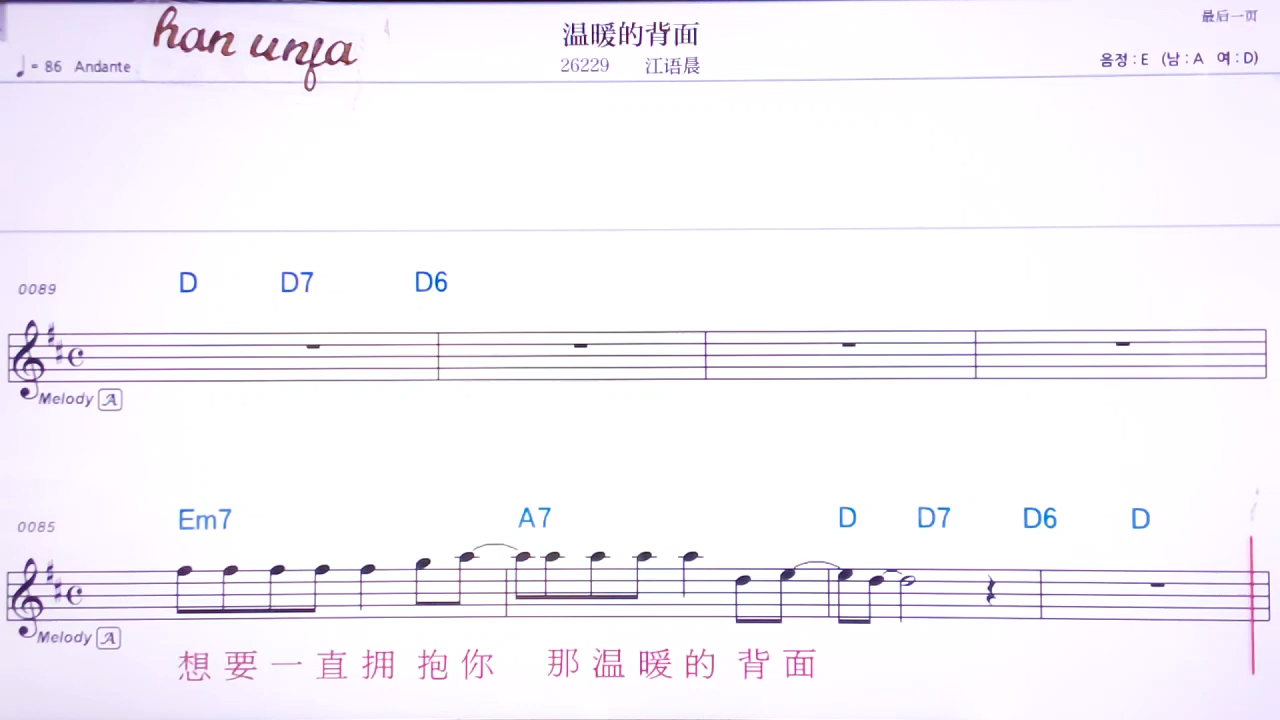 han unfa
温暖的背面
最后一页
♩= 86 Andante
26229 江语晨
음정 : E (남 : A 여 : D)
0089
D D7 D6
Melody A
0085
Em7 A7 D D7 D6 D
Melody A
想要一直拥抱你 那温暖的背面